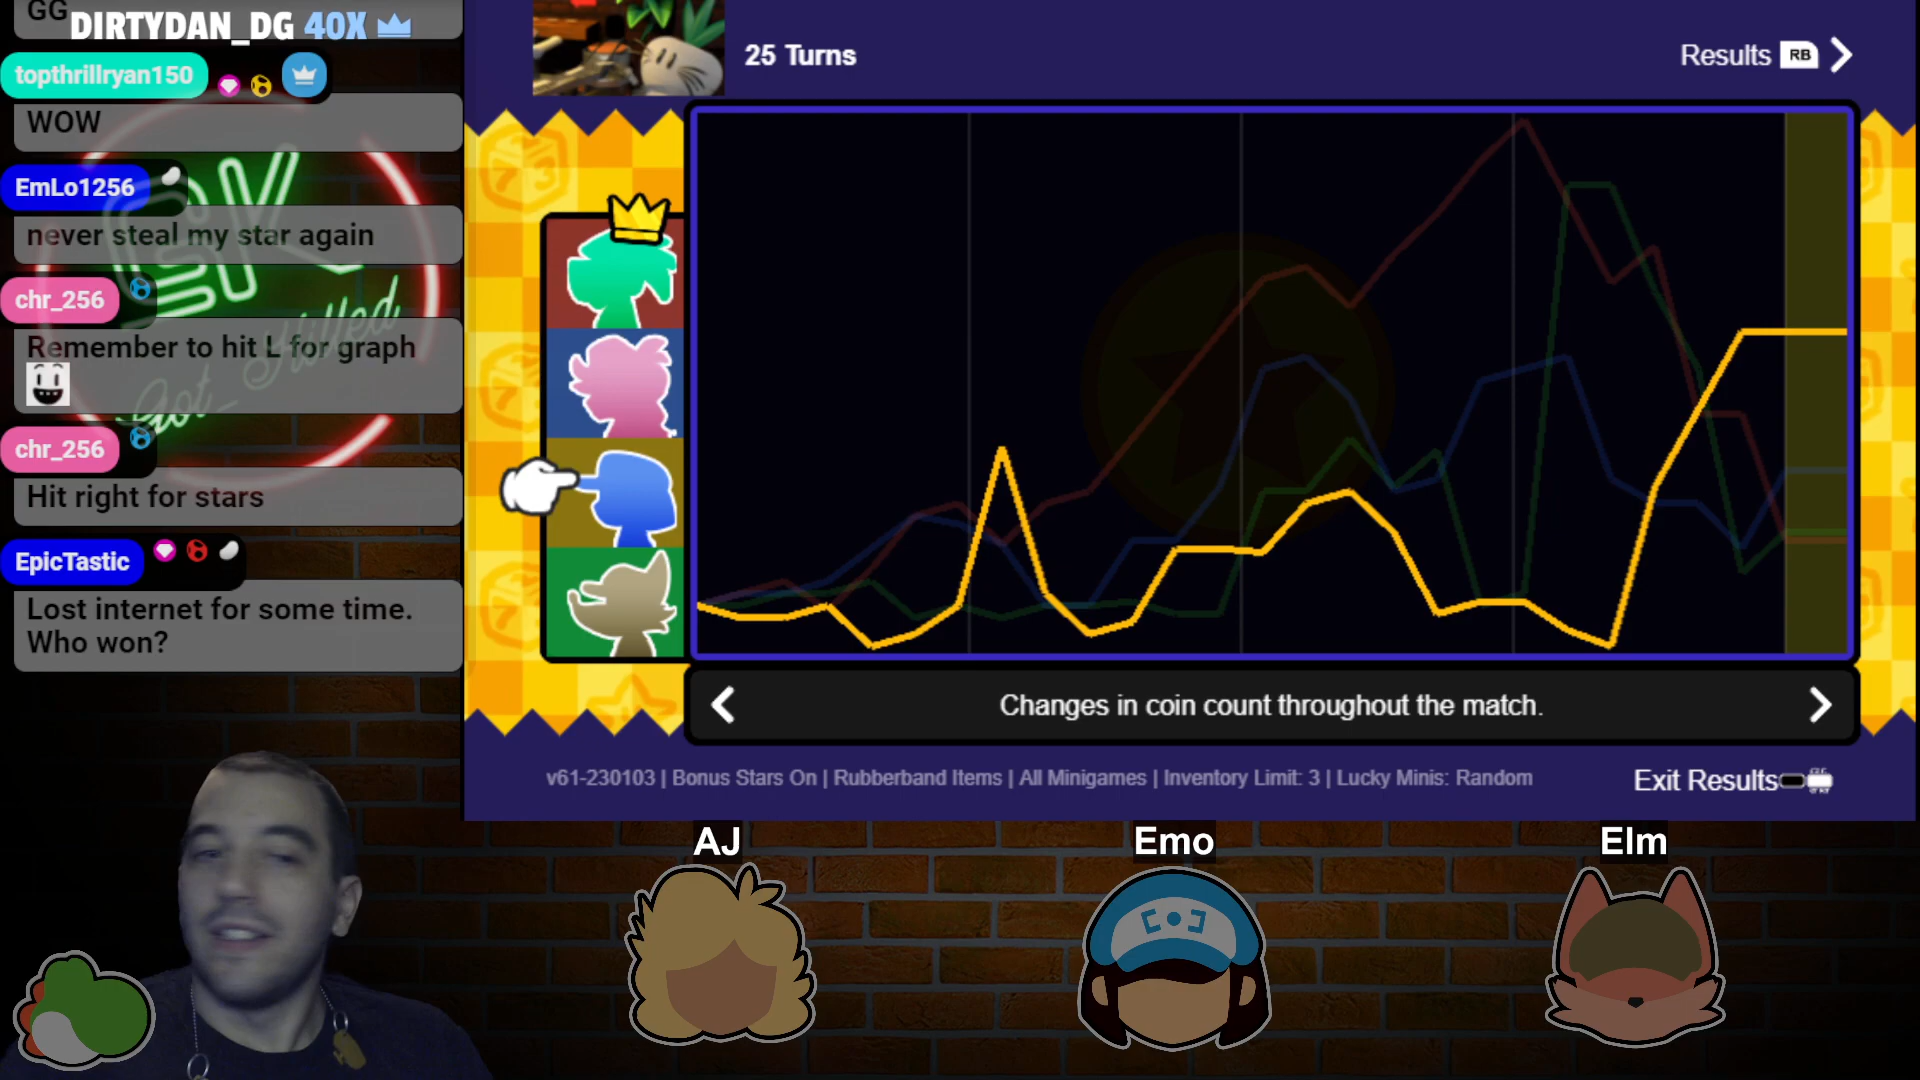 GG
DIRTYDAN_DG 40X
topthrillryan150
WOW
EmLo1256
never steal my star again
chr_256
Remember to hit L for graph
chr_256
Hit right for stars
EpicTastic
Lost internet for some time.
Who won?
GK
Got_Killed
25 Turns
Results RB
Changes in coin count throughout the match.
v61-230103 | Bonus Stars On | Rubberband Items | All Minigames | Inventory Limit: 3 | Lucky Minis: Random
Exit Results
AJ
Emo
Elm